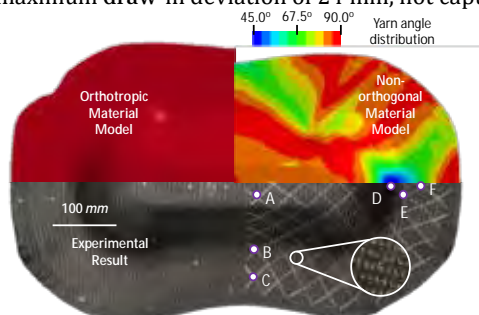 maximum draw-in deviation of 24 mm, not capt
45.0° 67.5° 90.0°
Yarn angle
distribution
Orthotropic
Material
Model
Non-
orthogonal
Material
Model
A
D
F
E
100 mm
Experimental
Result
B
C